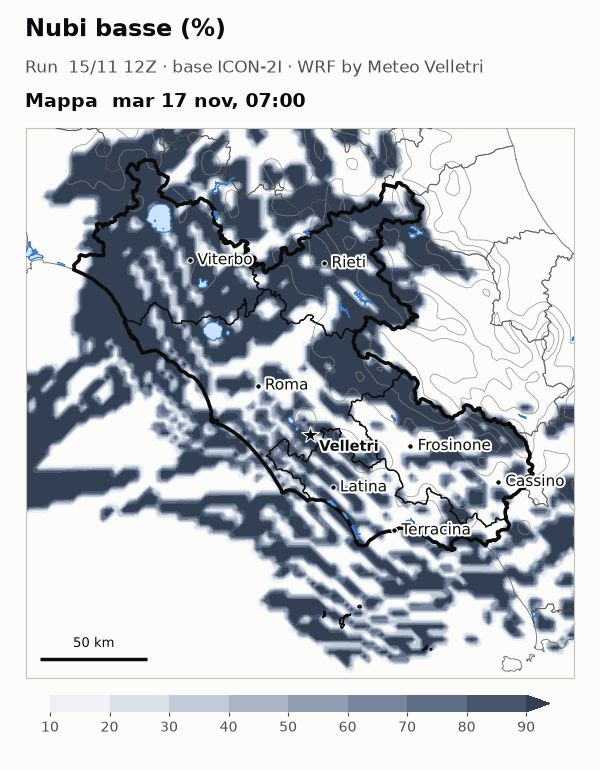 Nubi basse (%)
Run  15/11 12Z · base ICON-2I · WRF by Meteo Velletri
Mappa  mar 17 nov, 07:00
Viterbo
Rieti
Roma
Velletri
Frosinone
Cassino
Latina
Terracina
50 km
10 20 30 40 50 60 70 80 90